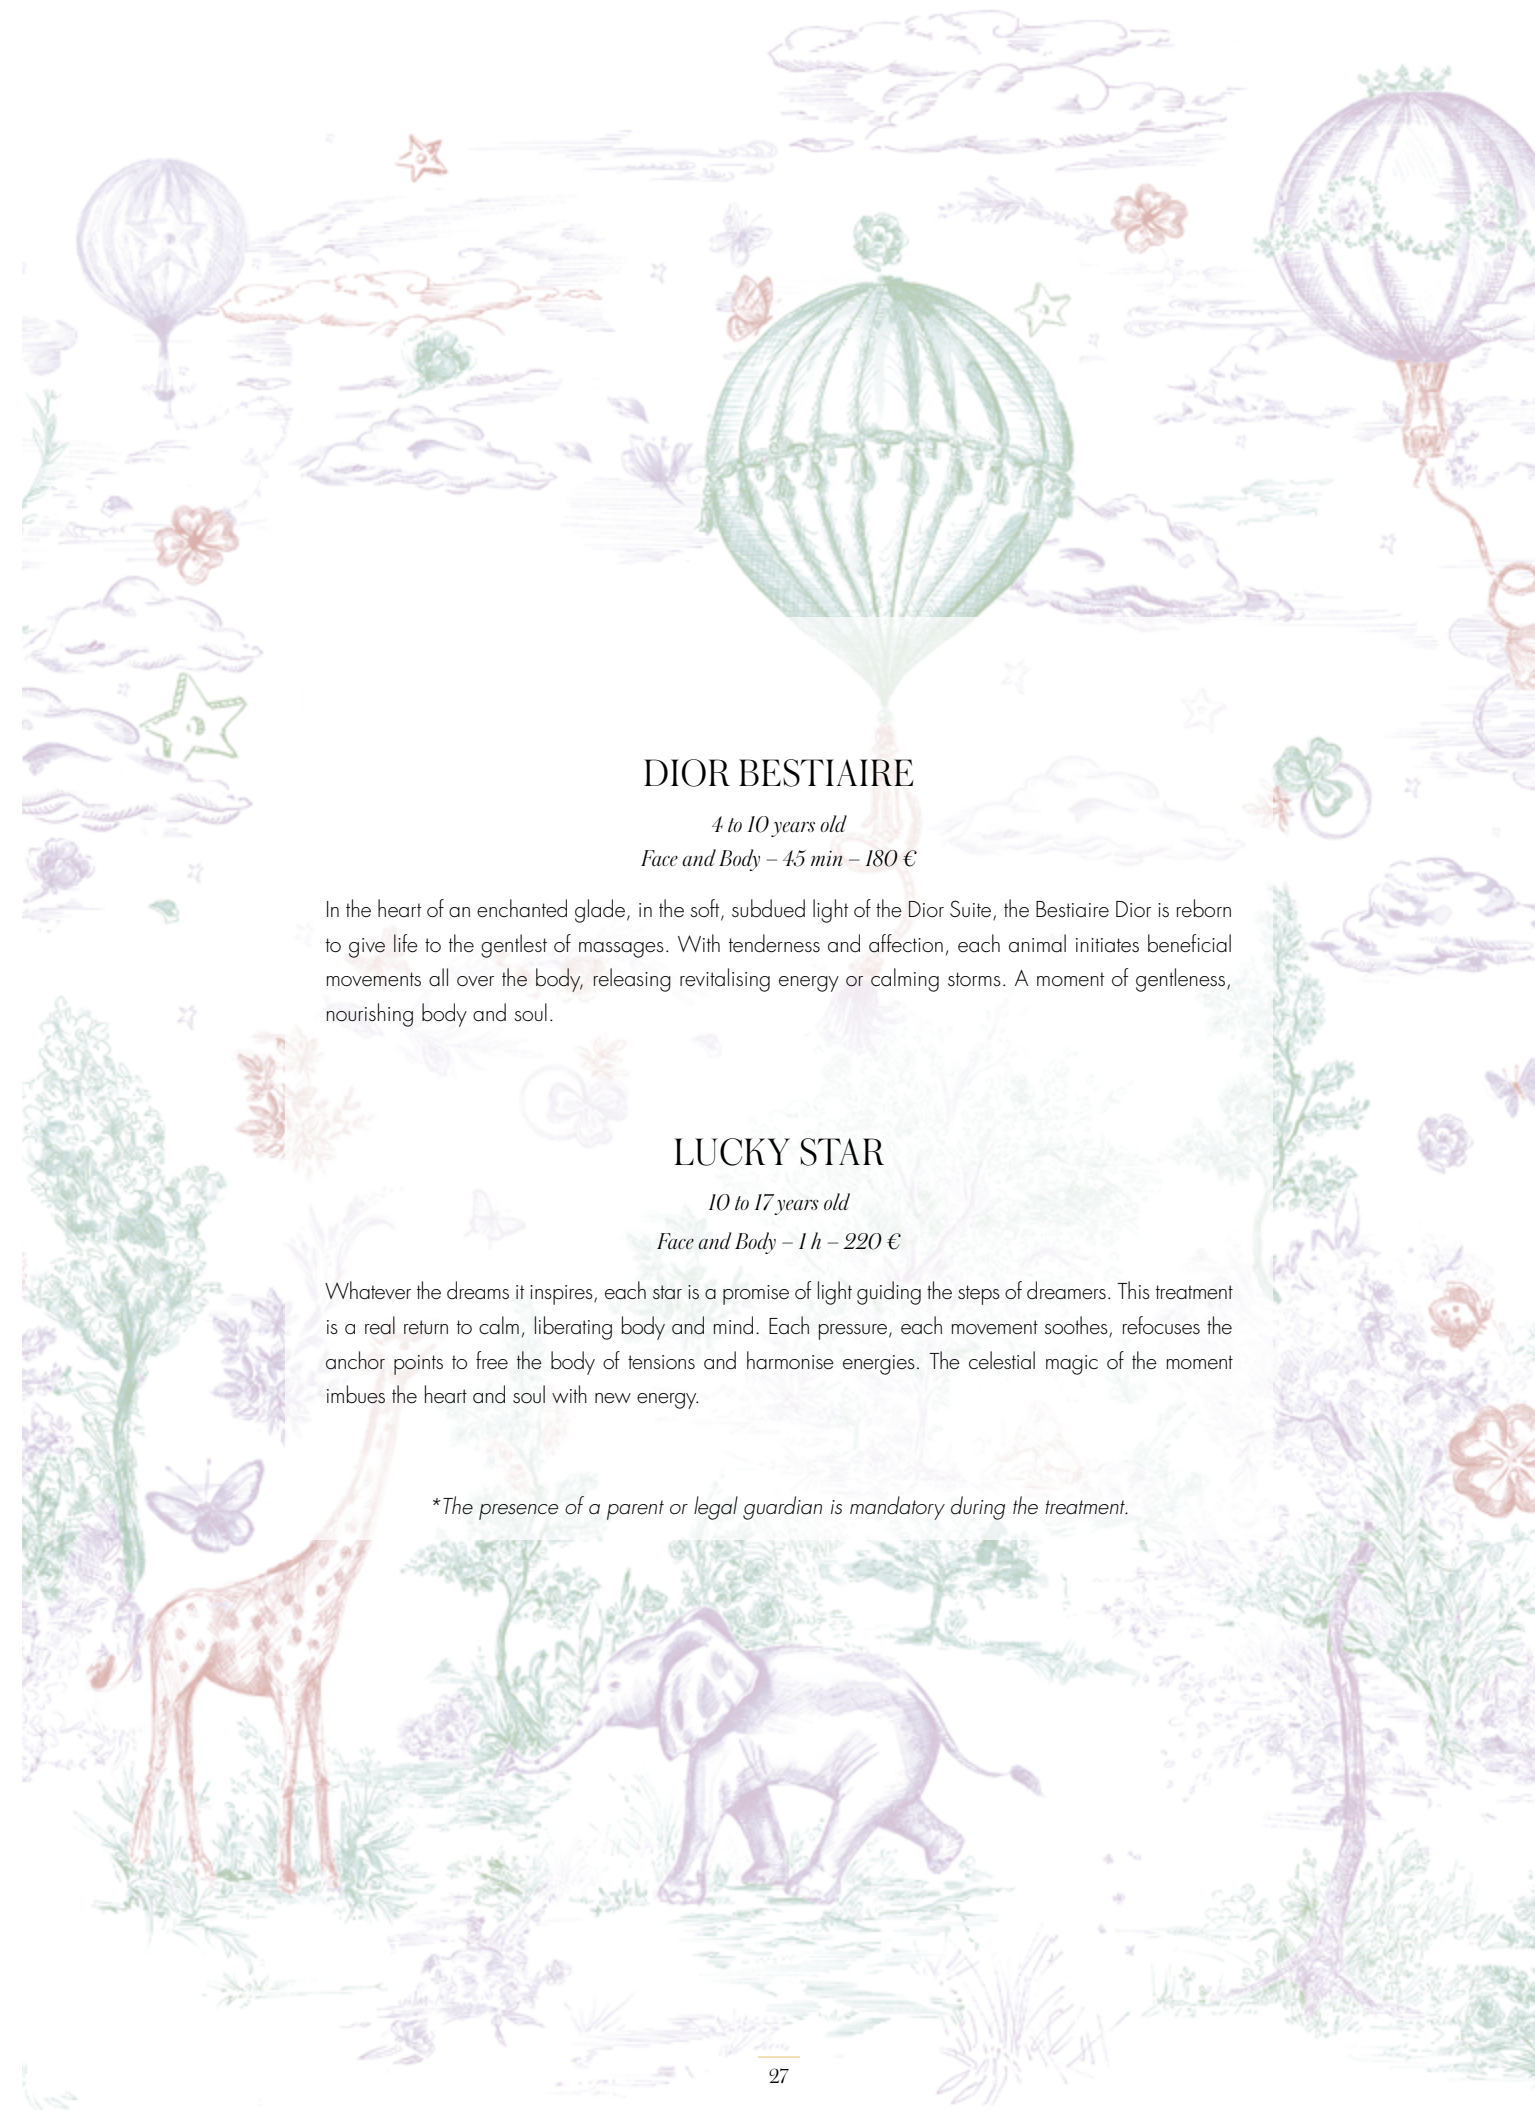 DIOR BESTIAIRE
4 to 10 years old
Face and Body – 45 min – 180 €
In the heart of an enchanted glade, in the soft, subdued light of the Dior Suite, the Bestiaire Dior is reborn
to give life to the gentlest of massages. With tenderness and affection, each animal initiates beneficial
movements all over the body, releasing revitalising energy or calming storms. A moment of gentleness,
nourishing body and soul.
LUCKY STAR
10 to 17 years old
Face and Body – 1 h – 220 €
Whatever the dreams it inspires, each star is a promise of light guiding the steps of dreamers. This treatment
is a real return to calm, liberating body and mind. Each pressure, each movement soothes, refocuses the
anchor points to free the body of tensions and harmonise energies. The celestial magic of the moment
imbues the heart and soul with new energy.
*The presence of a parent or legal guardian is mandatory during the treatment.
27